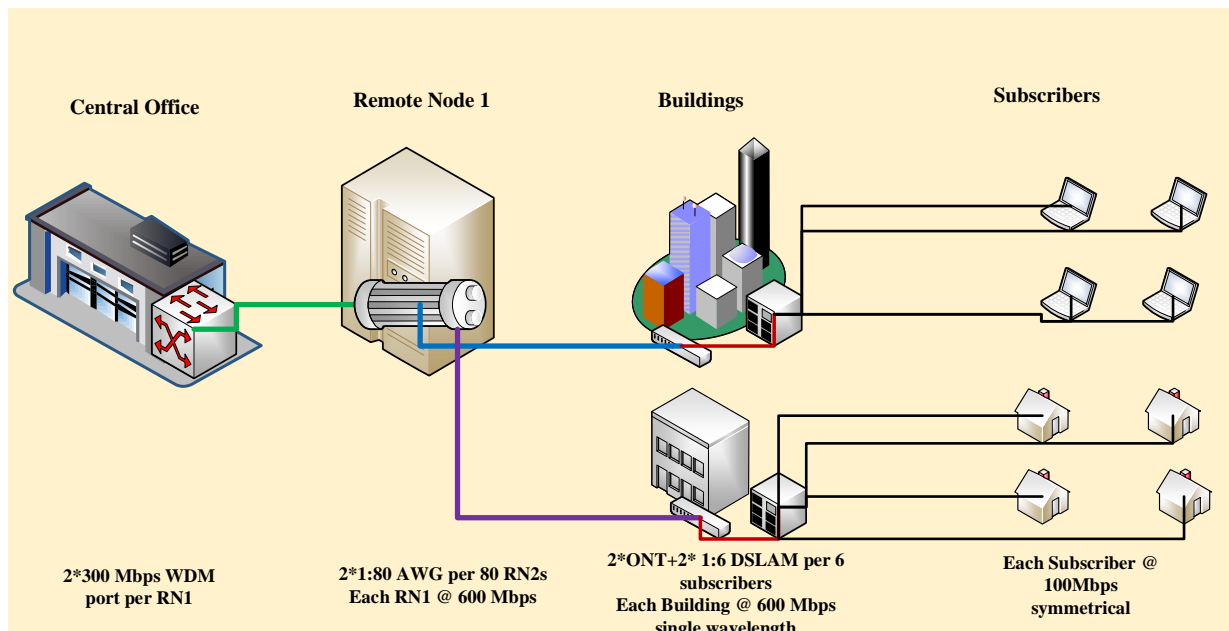 Central Office
Remote Node 1
Buildings
Subscribers
2*300 Mbps WDM
port per RN1
2*1:80 AWG per 80 RN2s
Each RN1 @ 600 Mbps
2*ONT+2* 1:6 DSLAM per 6
subscribers
Each Building @ 600 Mbps
single wavelength
Each Subscriber @
100Mbps
symmetrical